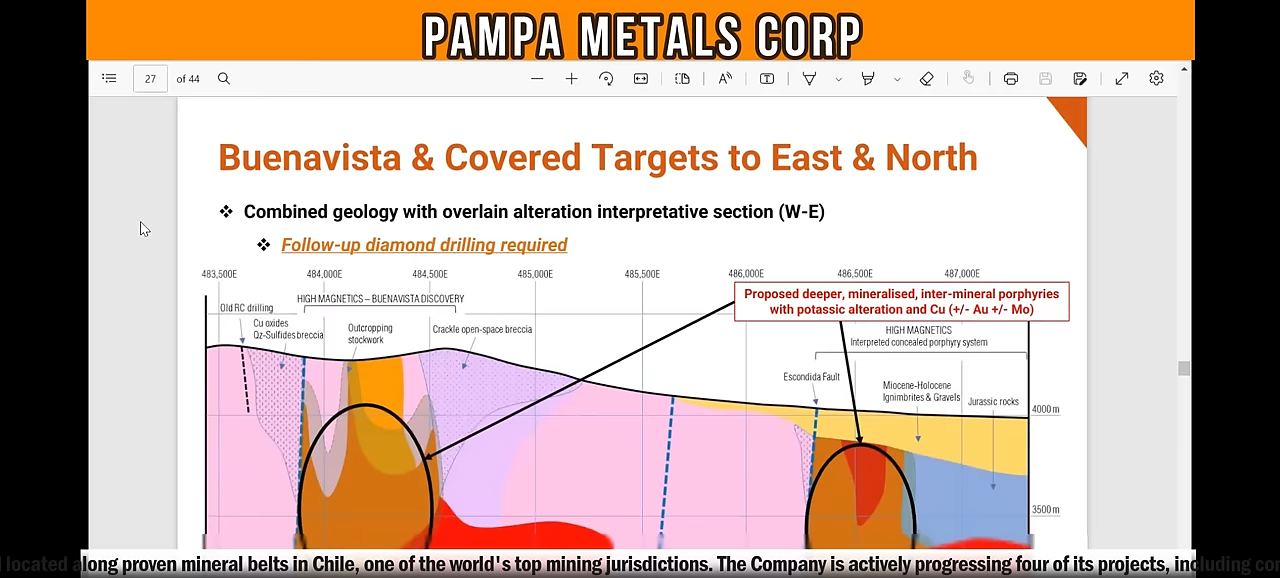 PAMPA METALS CORP
27 of 44
Buenavista & Covered Targets to East & North
❖ Combined geology with overlain alteration interpretative section (W-E)
❖ Follow-up diamond drilling required
483,500E 484,000E 484,500E 485,000E 485,500E 486,000E 486,500E 487,000E
Proposed deeper, mineralised, inter-mineral porphyries
with potassic alteration and Cu (+/- Au +/- Mo)
HIGH MAGNETICS – BUENAVISTA DISCOVERY
Old RC drilling
Cu oxides
Qz-Sulfides breccia
Outcropping
stockwork
Crackle open-space breccia
HIGH MAGNETICS
Interpreted concealed porphyry system
Escondida Fault
Miocene-Holocene
Ignimbrites & Gravels
Jurassic rocks
4000 m
3500 m
located along proven mineral belts in Chile, one of the world's top mining jurisdictions. The Company is actively progressing four of its projects, including